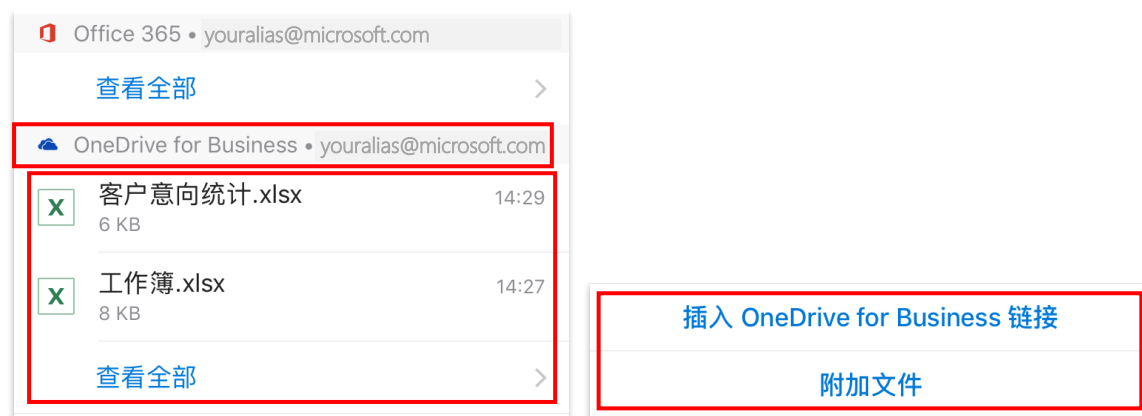 Office 365 • youralias@microsoft.com
查看全部
OneDrive for Business • youralias@microsoft.com
客户意向统计.xlsx 14:29
6 KB
工作簿.xlsx 14:27
8 KB
查看全部
插入 OneDrive for Business 链接
附加文件